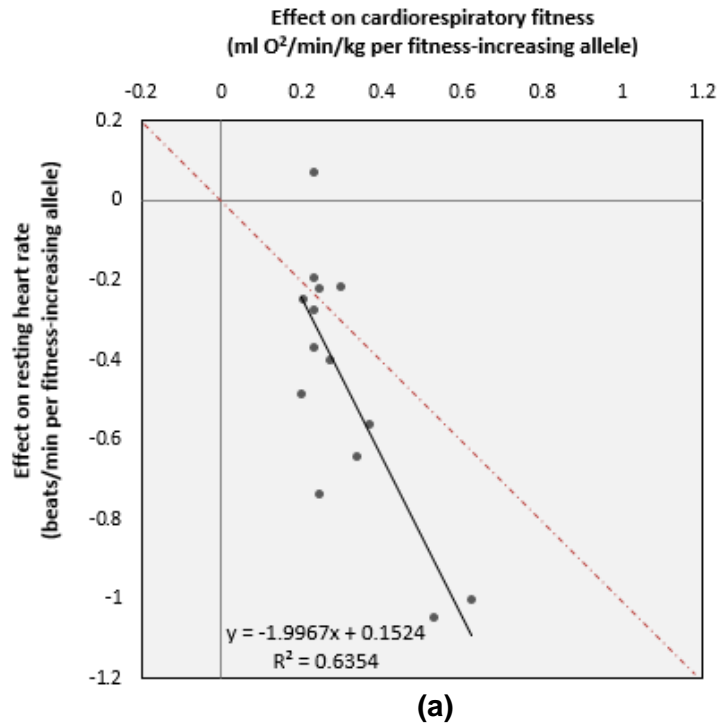 Effect on cardiorespiratory fitness
(ml O²/min/kg per fitness-increasing allele)
-0.2 0 0.2 0.4 0.6 0.8 1 1.2
Effect on resting heart rate
(beats/min per fitness-increasing allele)
0.2
0
-0.2
-0.4
-0.6
-0.8
-1
-1.2
y = -1.9967x + 0.1524
R² = 0.6354
(a)